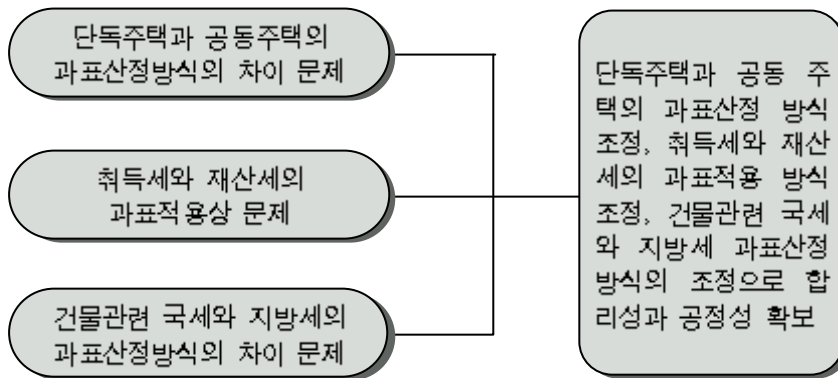 단독주택과 공동주택의
과표산정방식의 차이 문제
취득세와 재산세의
과표적용상 문제
건물관련 국세와 지방세의
과표산정방식의 차이 문제
단독주택과 공동 주
택의 과표산정 방식
조정, 취득세와 재산
세의 과표적용 방식
조정, 건물관련 국세
와 지방세 과표산정
방식의 조정으로 합
리성과 공정성 확보